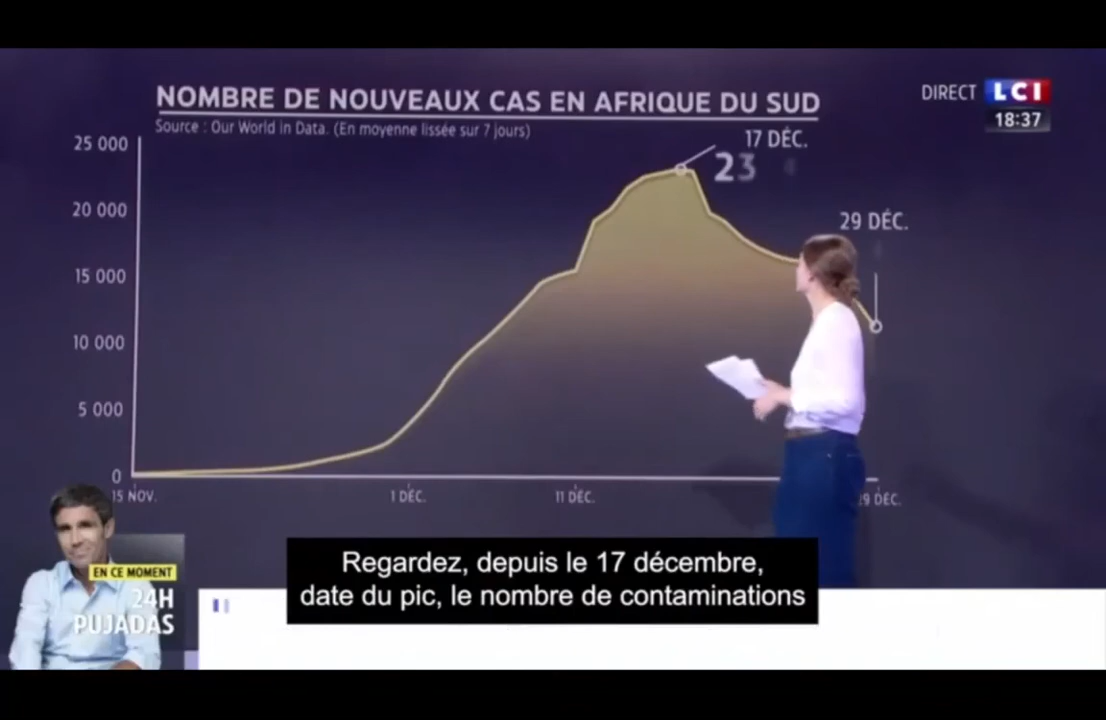 NOMBRE DE NOUVEAUX CAS EN AFRIQUE DU SUD
Source : Our World in Data. (En moyenne lissée sur 7 jours)
DIRECT LCI
18:37
25 000
20 000
15 000
10 000
5 000
0
17 DÉC.
23
29 DÉC.
15 NOV.
1 DÉC.
11 DÉC.
29 DÉC.
EN CE MOMENT
24H
PUJADAS
Regardez, depuis le 17 décembre,
date du pic, le nombre de contaminations